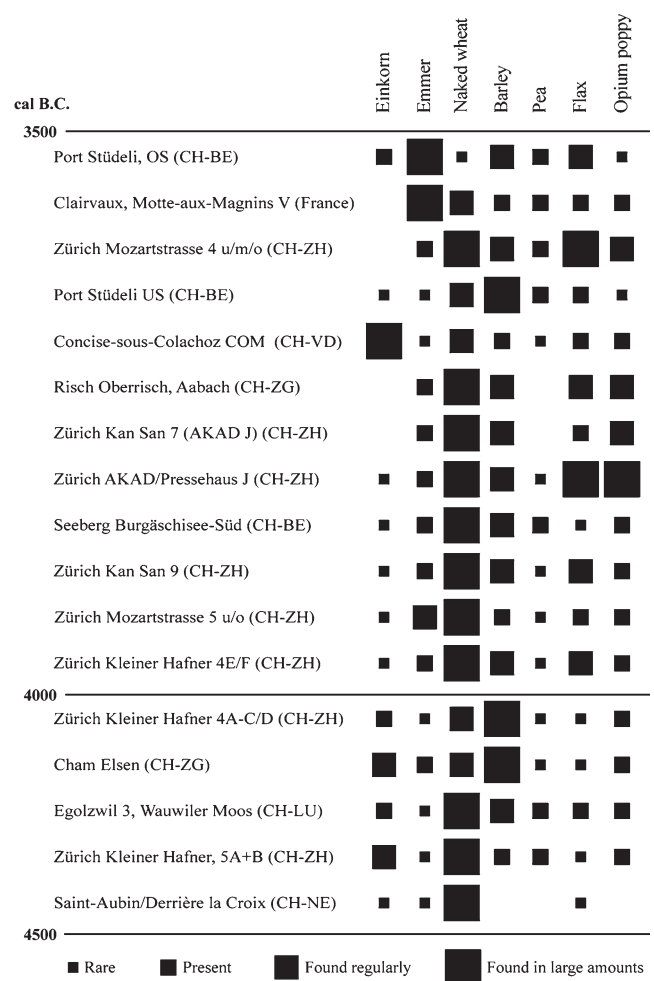 Einkorn
Emmer
Naked wheat
Barley
Pea
Flax
Opium poppy
cal B.C.
3500
Port Stüdeli, OS (CH-BE)
Clairvaux, Motte-aux-Magnins V (France)
Zürich Mozartstrasse 4 u/m/o (CH-ZH)
Port Stüdeli US (CH-BE)
Concise-sous-Colachoz COM (CH-VD)
Risch Oberrisch, Aabach (CH-ZG)
Zürich Kan San 7 (AKAD J) (CH-ZH)
Zürich AKAD/Pressehaus J (CH-ZH)
Seeberg Burgäschisee-Süd (CH-BE)
Zürich Kan San 9 (CH-ZH)
Zürich Mozartstrasse 5 u/o (CH-ZH)
Zürich Kleiner Hafner 4E/F (CH-ZH)
4000
Zürich Kleiner Hafner 4A-C/D (CH-ZH)
Cham Elsen (CH-ZG)
Egolzwil 3, Wauwiler Moos (CH-LU)
Zürich Kleiner Hafner, 5A+B (CH-ZH)
Saint-Aubin/Derrière la Croix (CH-NE)
4500
Rare Present Found regularly Found in large amounts